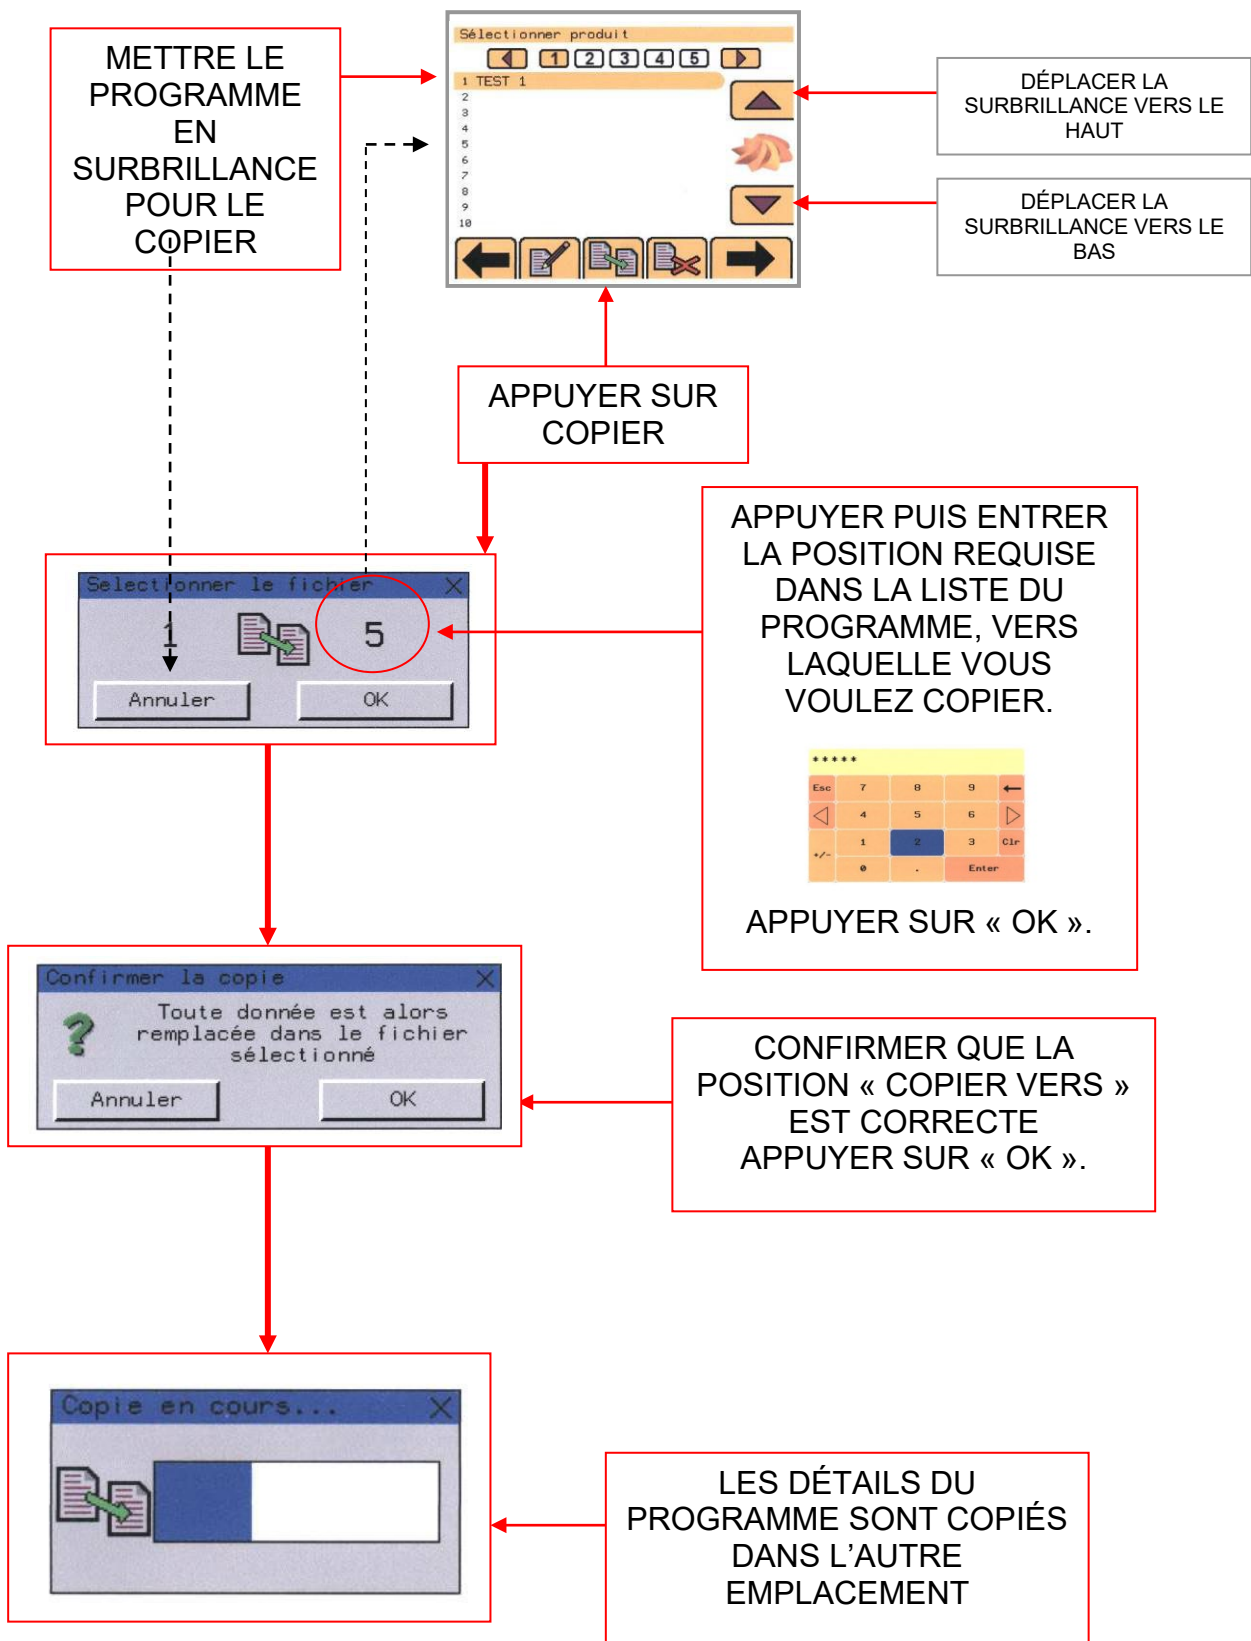 METTRE LE
PROGRAMME
EN
SURBRILLANCE
POUR LE
COPIER
Sélectionner produit
1 2 3 4 5
1 TEST 1
2
3
4
5
6
7
8
9
10
DÉPLACER LA
SURBRILLANCE VERS LE
HAUT
DÉPLACER LA
SURBRILLANCE VERS LE
BAS
APPUYER SUR
COPIER
Selectionner le fichier X
1 5
Annuler OK
APPUYER PUIS ENTRER
LA POSITION REQUISE
DANS LA LISTE DU
PROGRAMME, VERS
LAQUELLE VOUS
VOULEZ COPIER.
*****
Esc 7 8 9
4 5 6
+/- 1 2 3 Clr
0 . Enter
APPUYER SUR « OK ».
Confirmer la copie X
?
Toute donnée est alors
remplacée dans le fichier
sélectionné
Annuler OK
CONFIRMER QUE LA
POSITION « COPIER VERS »
EST CORRECTE
APPUYER SUR « OK ».
Copie en cours... X
LES DÉTAILS DU
PROGRAMME SONT COPIÉS
DANS L’AUTRE
EMPLACEMENT